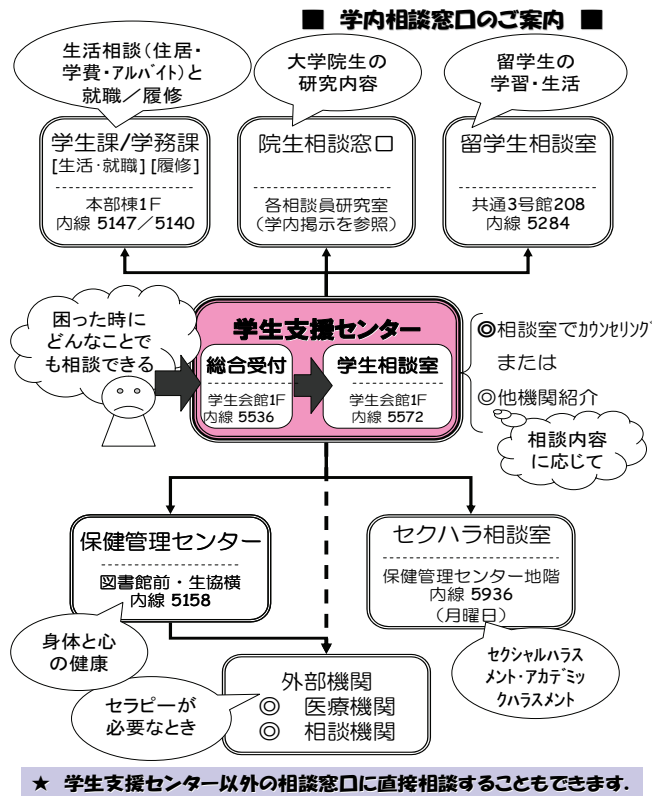 ■ 学内相談窓口のご案内 ■
生活相談(住居・
学費・アルバイト)と
就職／履修
大学院生の
研究内容
留学生の
学習・生活
学生課/学務課
[生活・就職] [履修]
本部棟1F
内線 5147／5140
院生相談窓口
各相談員研究室
(学内掲示を参照)
留学生相談室
共通3号館208
内線 5284
困った時に
どんなことで
も相談できる
学生支援センター
総合受付
学生会館1F
内線 5536
学生相談室
学生会館1F
内線 5572
◎相談室でカウンセリング
または
◎他機関紹介
相談内容
に応じて
保健管理センター
図書館前・生協横
内線 5158
セクハラ相談室
保健管理センター地階
内線 5936
(月曜日)
身体と心
の健康
セラピーが
必要なとき
外部機関
◎ 医療機関
◎ 相談機関
セクシャルハラス
メント・アカデミッ
クハラスメント
★ 学生支援センター以外の相談窓口に直接相談することもできます.